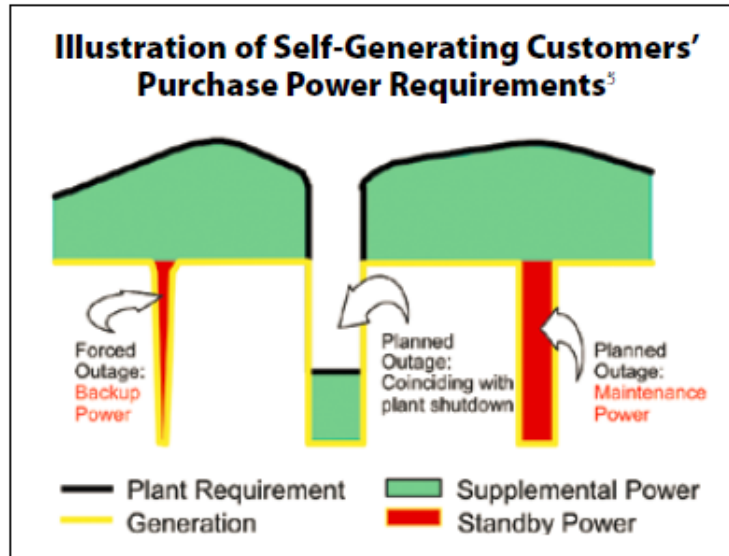 Illustration of Self-Generating Customers’
Purchase Power Requirements⁵
Forced
Outage:
Backup
Power
Planned
Outage:
Coinciding with
plant shutdown
Planned
Outage:
Maintenance
Power
Plant Requirement
Generation
Supplemental Power
Standby Power